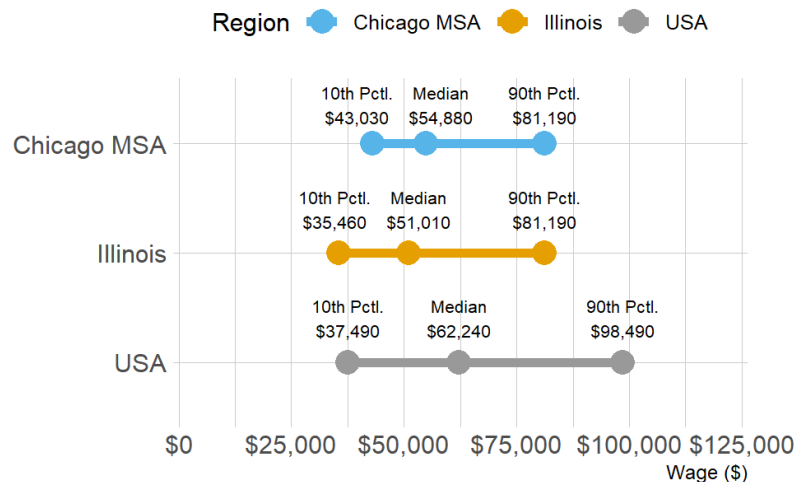 Region Chicago MSA Illinois USA
10th Pctl. Median 90th Pctl.
$43,030 $54,880 $81,190
Chicago MSA
10th Pctl. Median 90th Pctl.
$35,460 $51,010 $81,190
Illinois
10th Pctl. Median 90th Pctl.
$37,490 $62,240 $98,490
USA
$0 $25,000 $50,000 $75,000 $100,000 $125,000
Wage ($)